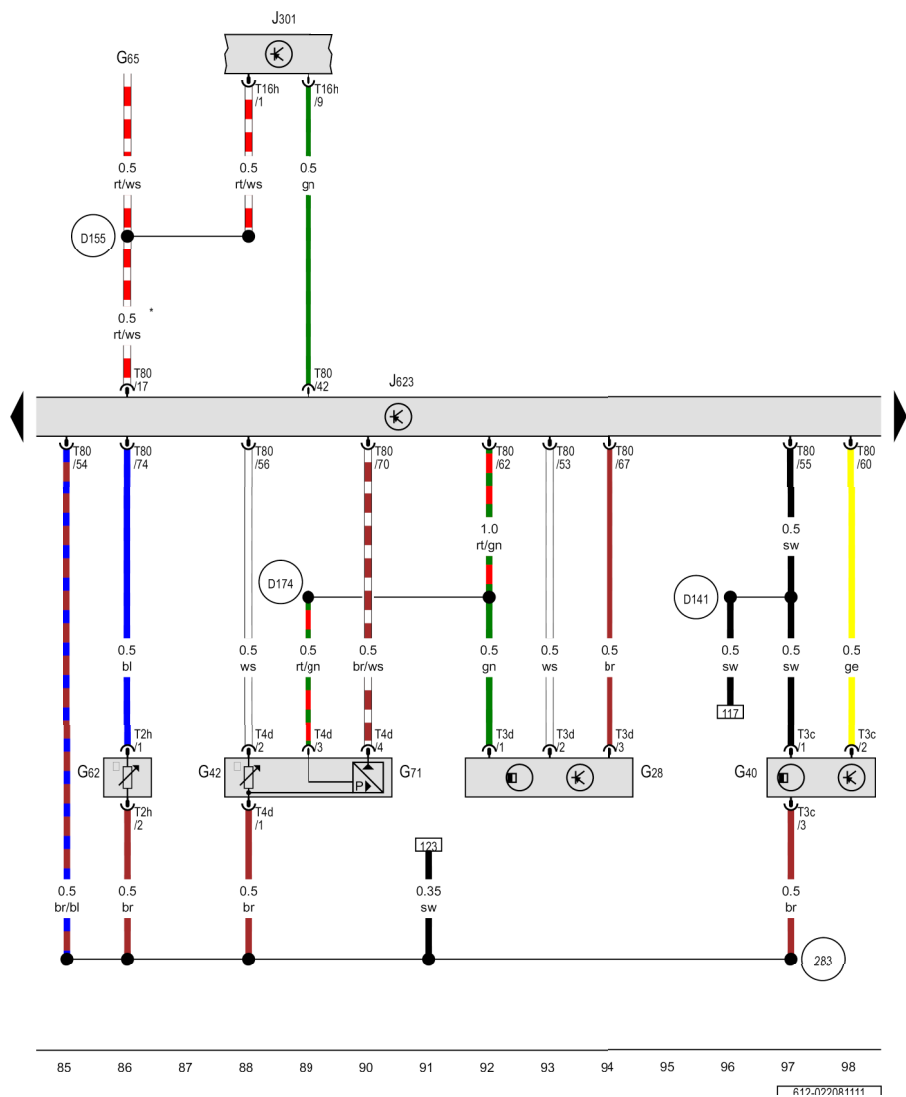 J301
G65
T16h
/1
T16h
/9
0.5
rt/ws
0.5
rt/ws
0.5
gn
D155
*
0.5
rt/ws
T80
/17
T80
/42
J623
T80
/54
T80
/74
T80
/56
T80
/70
T80
/62
T80
/53
T80
/67
T80
/55
T80
/60
1.0
rt/gn
0.5
sw
D174
D141
0.5
bl
0.5
ws
0.5
rt/gn
0.5
br/ws
0.5
gn
0.5
ws
0.5
br
0.5
sw
0.5
sw
0.5
ge
117
T2h
/1
T4d
/2
T4d
/3
T4d
/4
T3d
/1
T3d
/2
T3d
/3
T3c
/1
T3c
/2
G62
G42
P
G71
G28
G40
T2h
/2
T4d
/1
T3c
/3
123
0.5
br/bl
0.5
br
0.5
br
0.35
sw
0.5
br
283
85 86 87 88 89 90 91 92 93 94 95 96 97 98
612-022081111